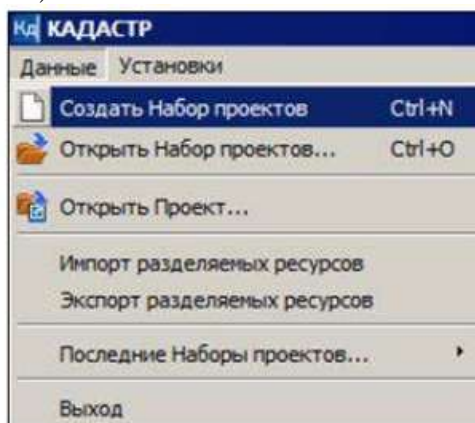 Кд КАДАСТР
Данные Установки
Создать Набор проектов Ctrl+N
Открыть Набор проектов... Ctrl+O
Открыть Проект...
Импорт разделяемых ресурсов
Экспорт разделяемых ресурсов
Последние Наборы проектов...
Выход